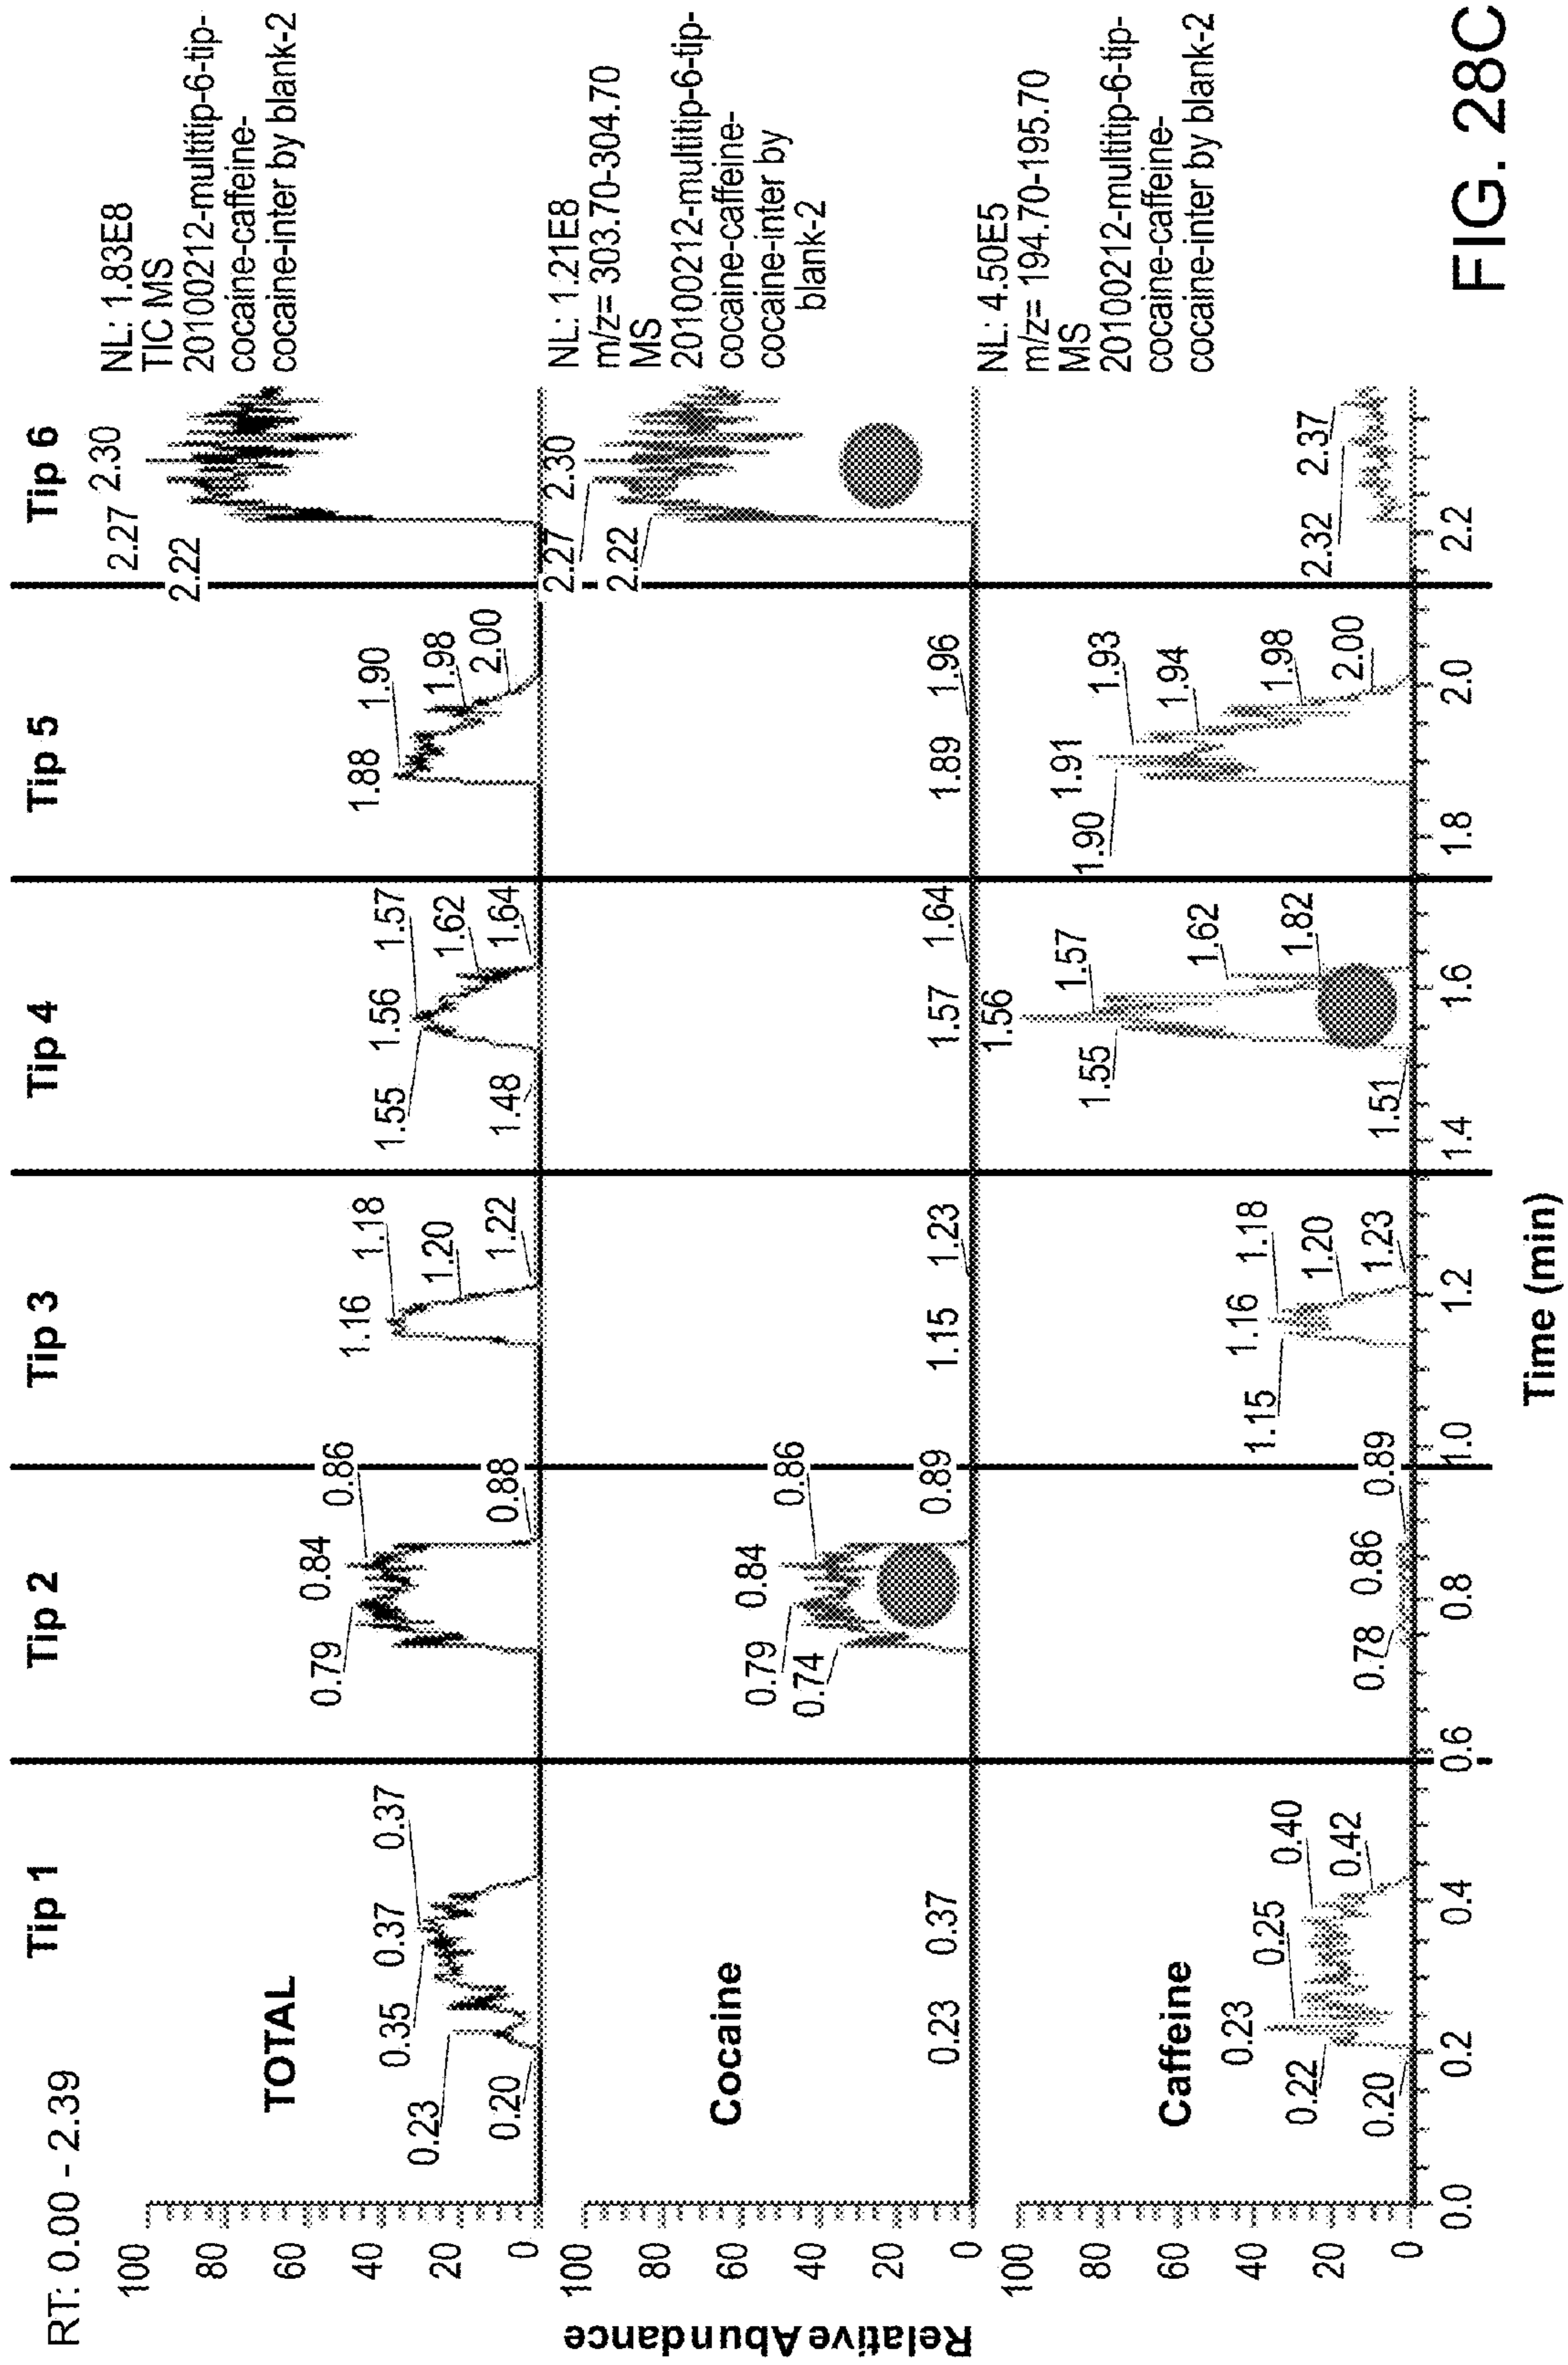 RT: 0.00 - 2.39
Tip 1
Tip 2
Tip 3
Tip 4
Tip 5
Tip 6
Relative Abundance
TOTAL
100
80
60
40
20
0
0.20
0.23
0.35
0.37
0.37
0.79
0.84
0.86
0.88
1.16
1.18
1.20
1.22
1.48
1.55
1.56
1.57
1.62
1.64
1.88
1.90
1.98
2.00
2.22
2.27
2.30
NL: 1.83E8
TIC MS
20100212-multitip-6-tip-
cocaine-caffeine-
cocaine-inter by blank-2
Cocaine
100
80
60
40
20
0
0.23
0.37
0.74
0.79
0.84
0.86
0.89
1.15
1.23
1.57
1.64
1.89
1.96
2.22
2.27
2.30
NL: 1.21E8
m/z= 303.70-304.70
MS
20100212-multitip-6-tip-
cocaine-caffeine-
cocaine-inter by
blank-2
Caffeine
100
80
60
40
20
0
0.20
0.22
0.23
0.25
0.40
0.42
0.78
0.86
0.89
1.15
1.16
1.18
1.20
1.23
1.51
1.55
1.56
1.57
1.62
1.82
1.90
1.91
1.93
1.94
1.98
2.00
2.32
2.37
NL: 4.50E5
m/z= 194.70-195.70
MS
20100212-multitip-6-tip-
cocaine-caffeine-
cocaine-inter by blank-2
0.0 0.2 0.4 0.6 0.8 1.0 1.2 1.4 1.6 1.8 2.0 2.2
Time (min)
FIG. 28C